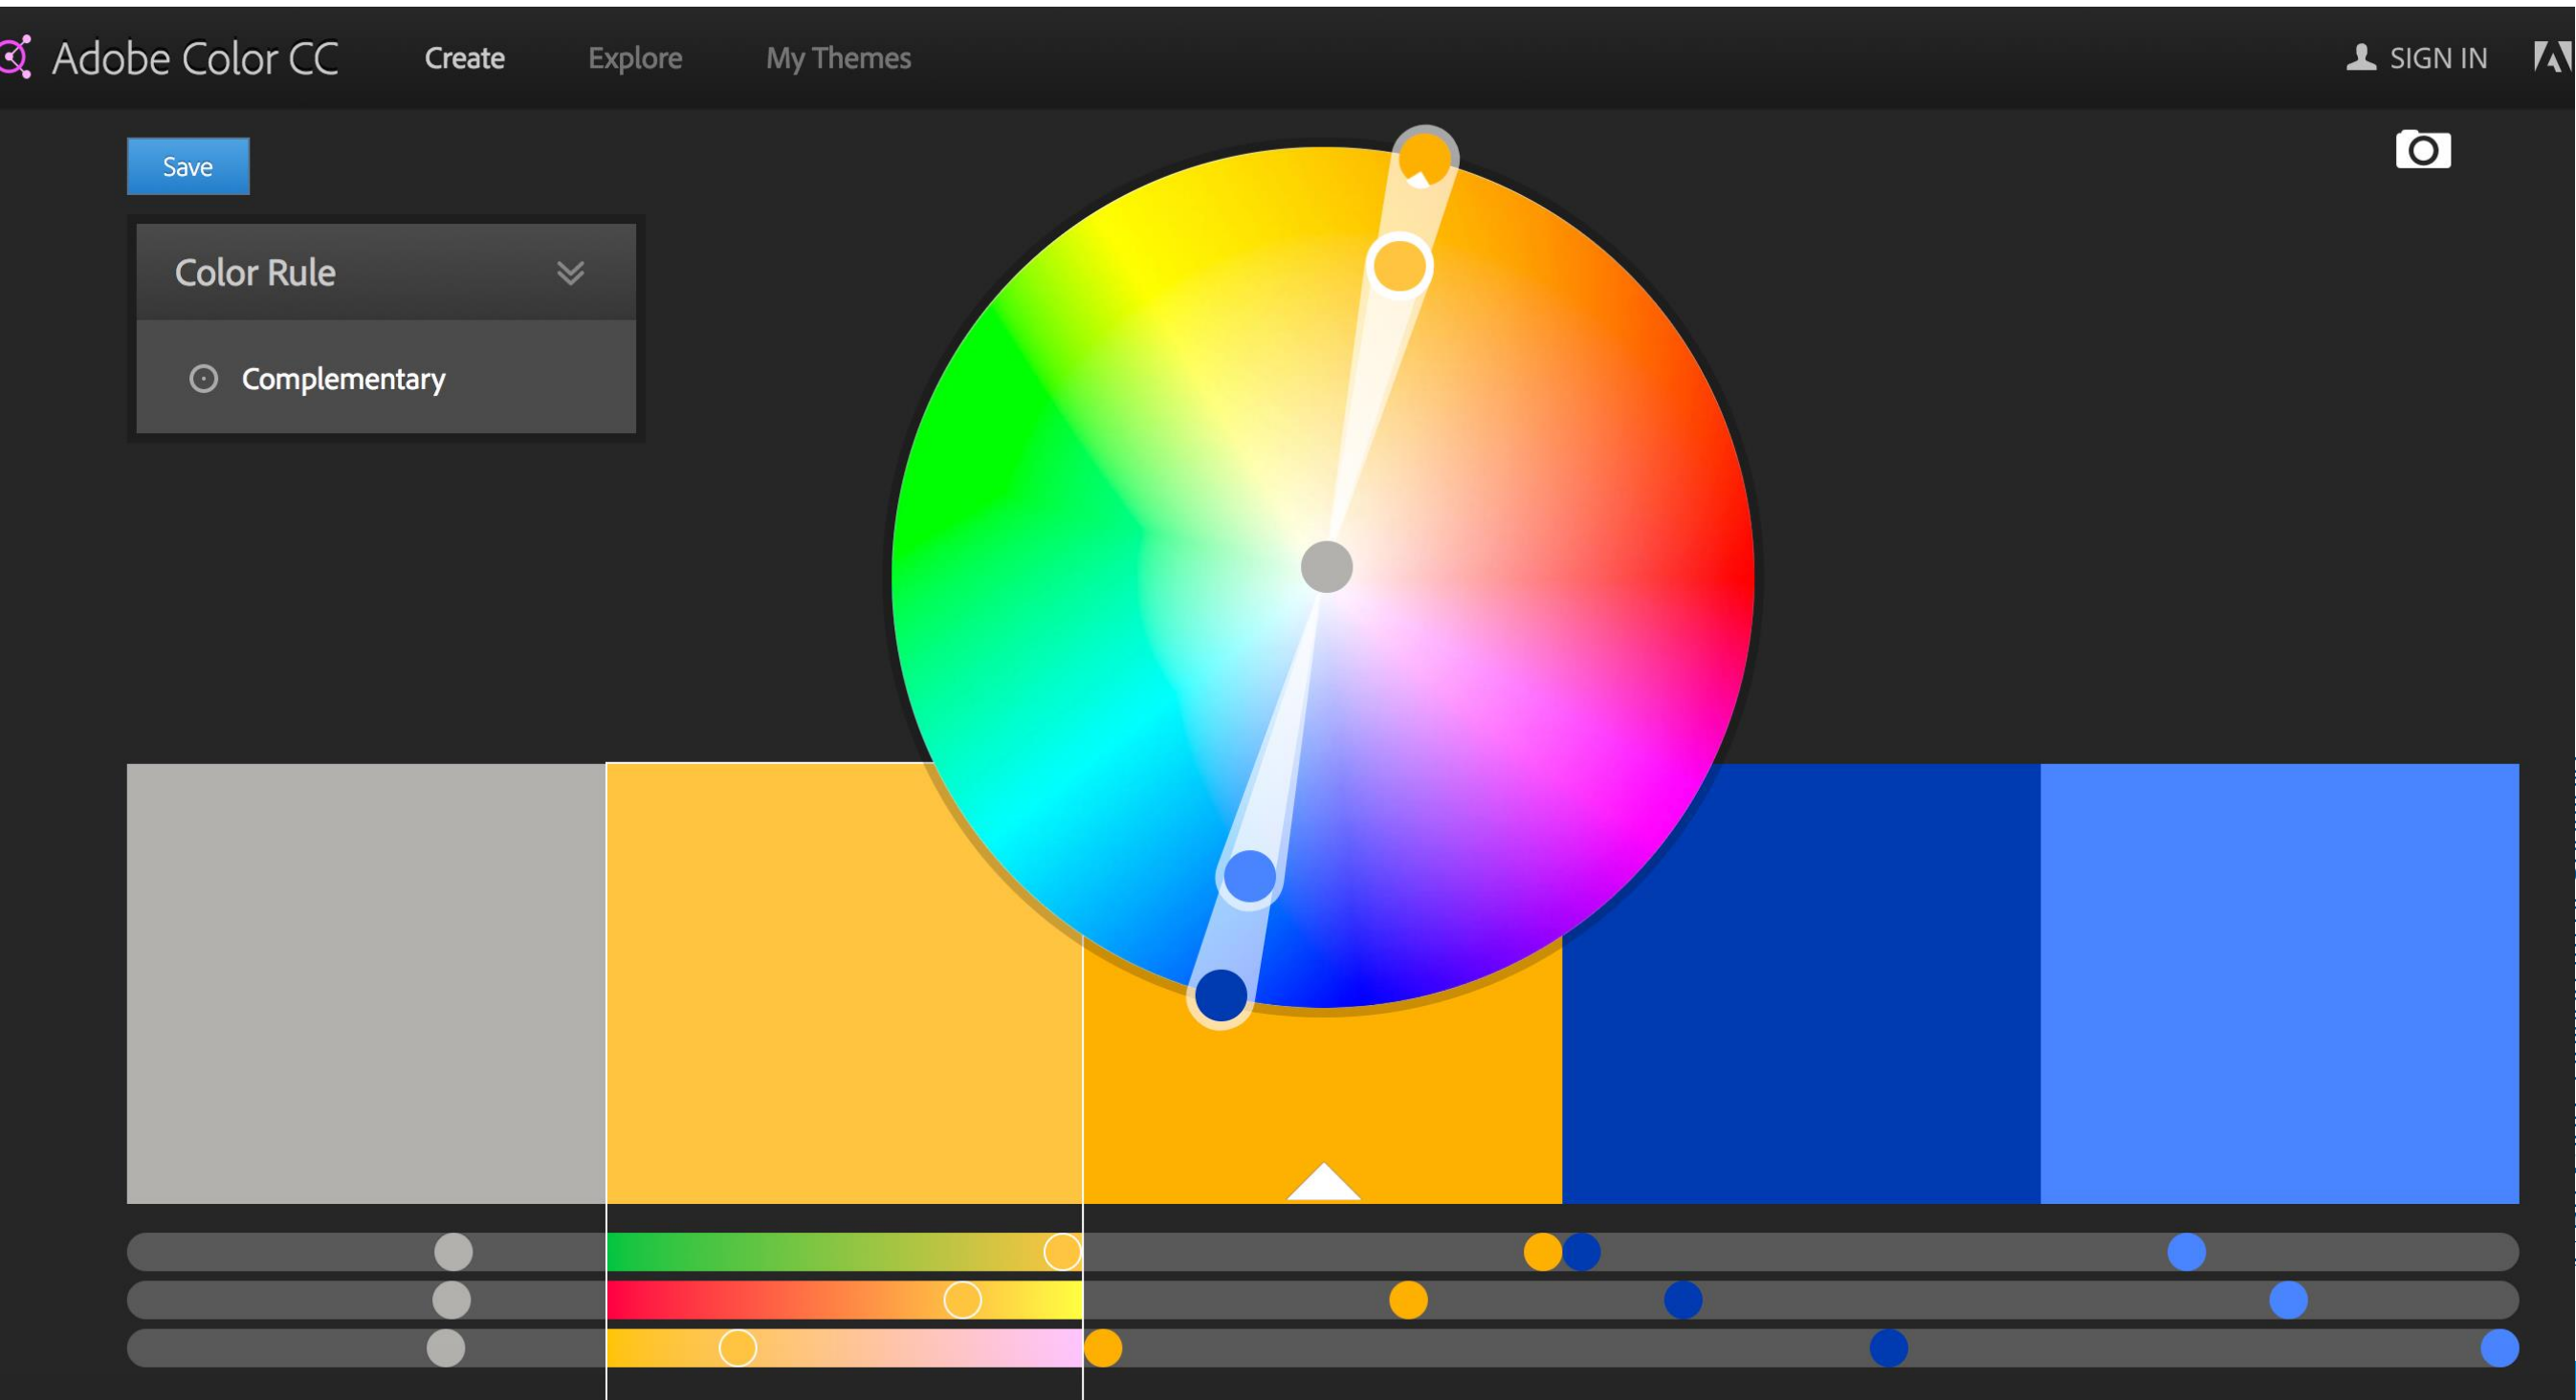 Adobe Color CC Create Explore My Themes SIGN IN
Save
Color Rule
Complementary